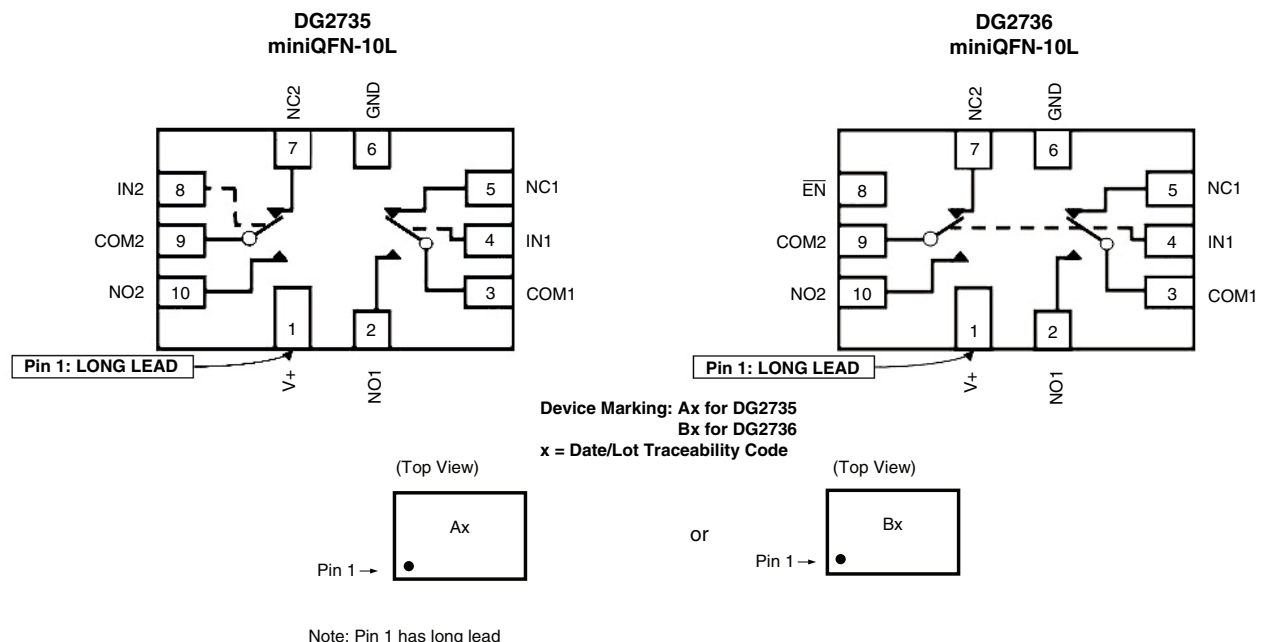 DG2735
miniQFN-10L
NC2
GND
7
6
IN2
8
5
NC1
COM2
9
4
IN1
NO2
10
3
COM1
1
2
Pin 1: LONG LEAD
V+
NO1
DG2736
miniQFN-10L
NC2
GND
7
6
EN
8
5
NC1
COM2
9
4
IN1
NO2
10
3
COM1
1
2
Pin 1: LONG LEAD
V+
NO1
Device Marking: Ax for DG2735
Bx for DG2736
x = Date/Lot Traceability Code
(Top View)
Ax
Pin 1→
or
(Top View)
Bx
Pin 1→
Note: Pin 1 has long lead